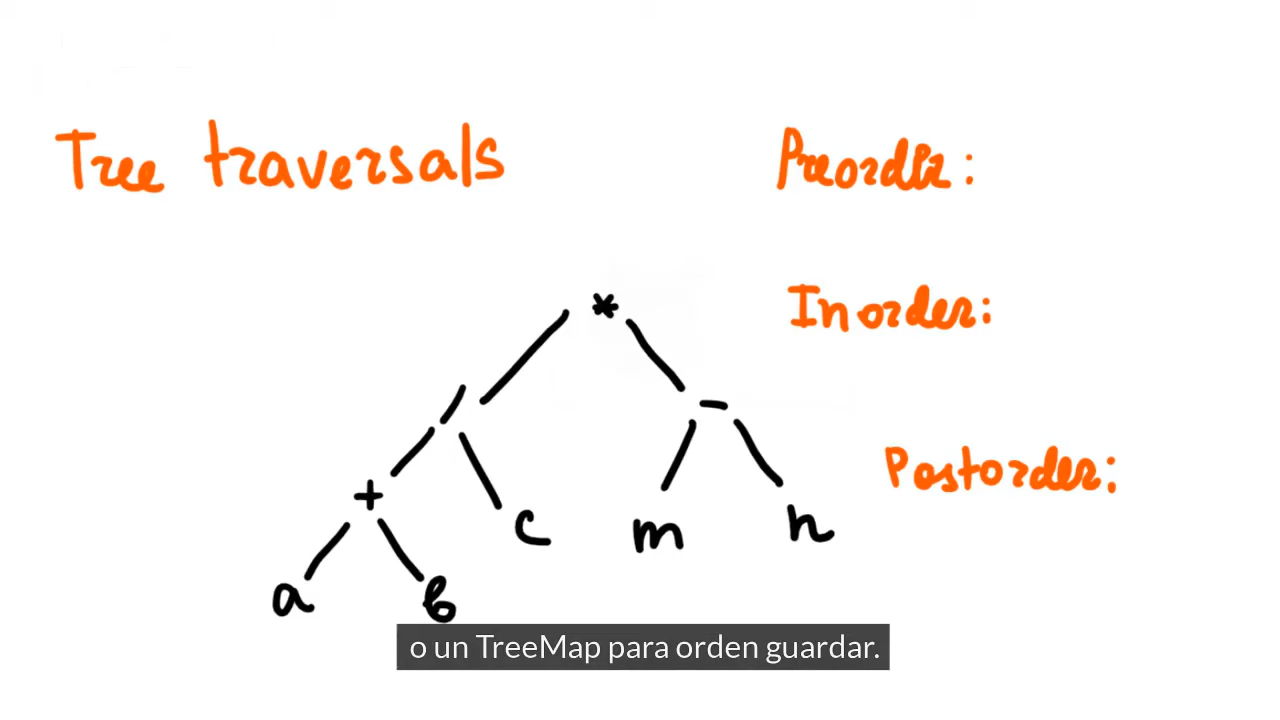 Tree traversals
Preorder:
Inorder:
*
/
-
+
c
m
n
a
b
Postorder:
o un TreeMap para orden guardar.